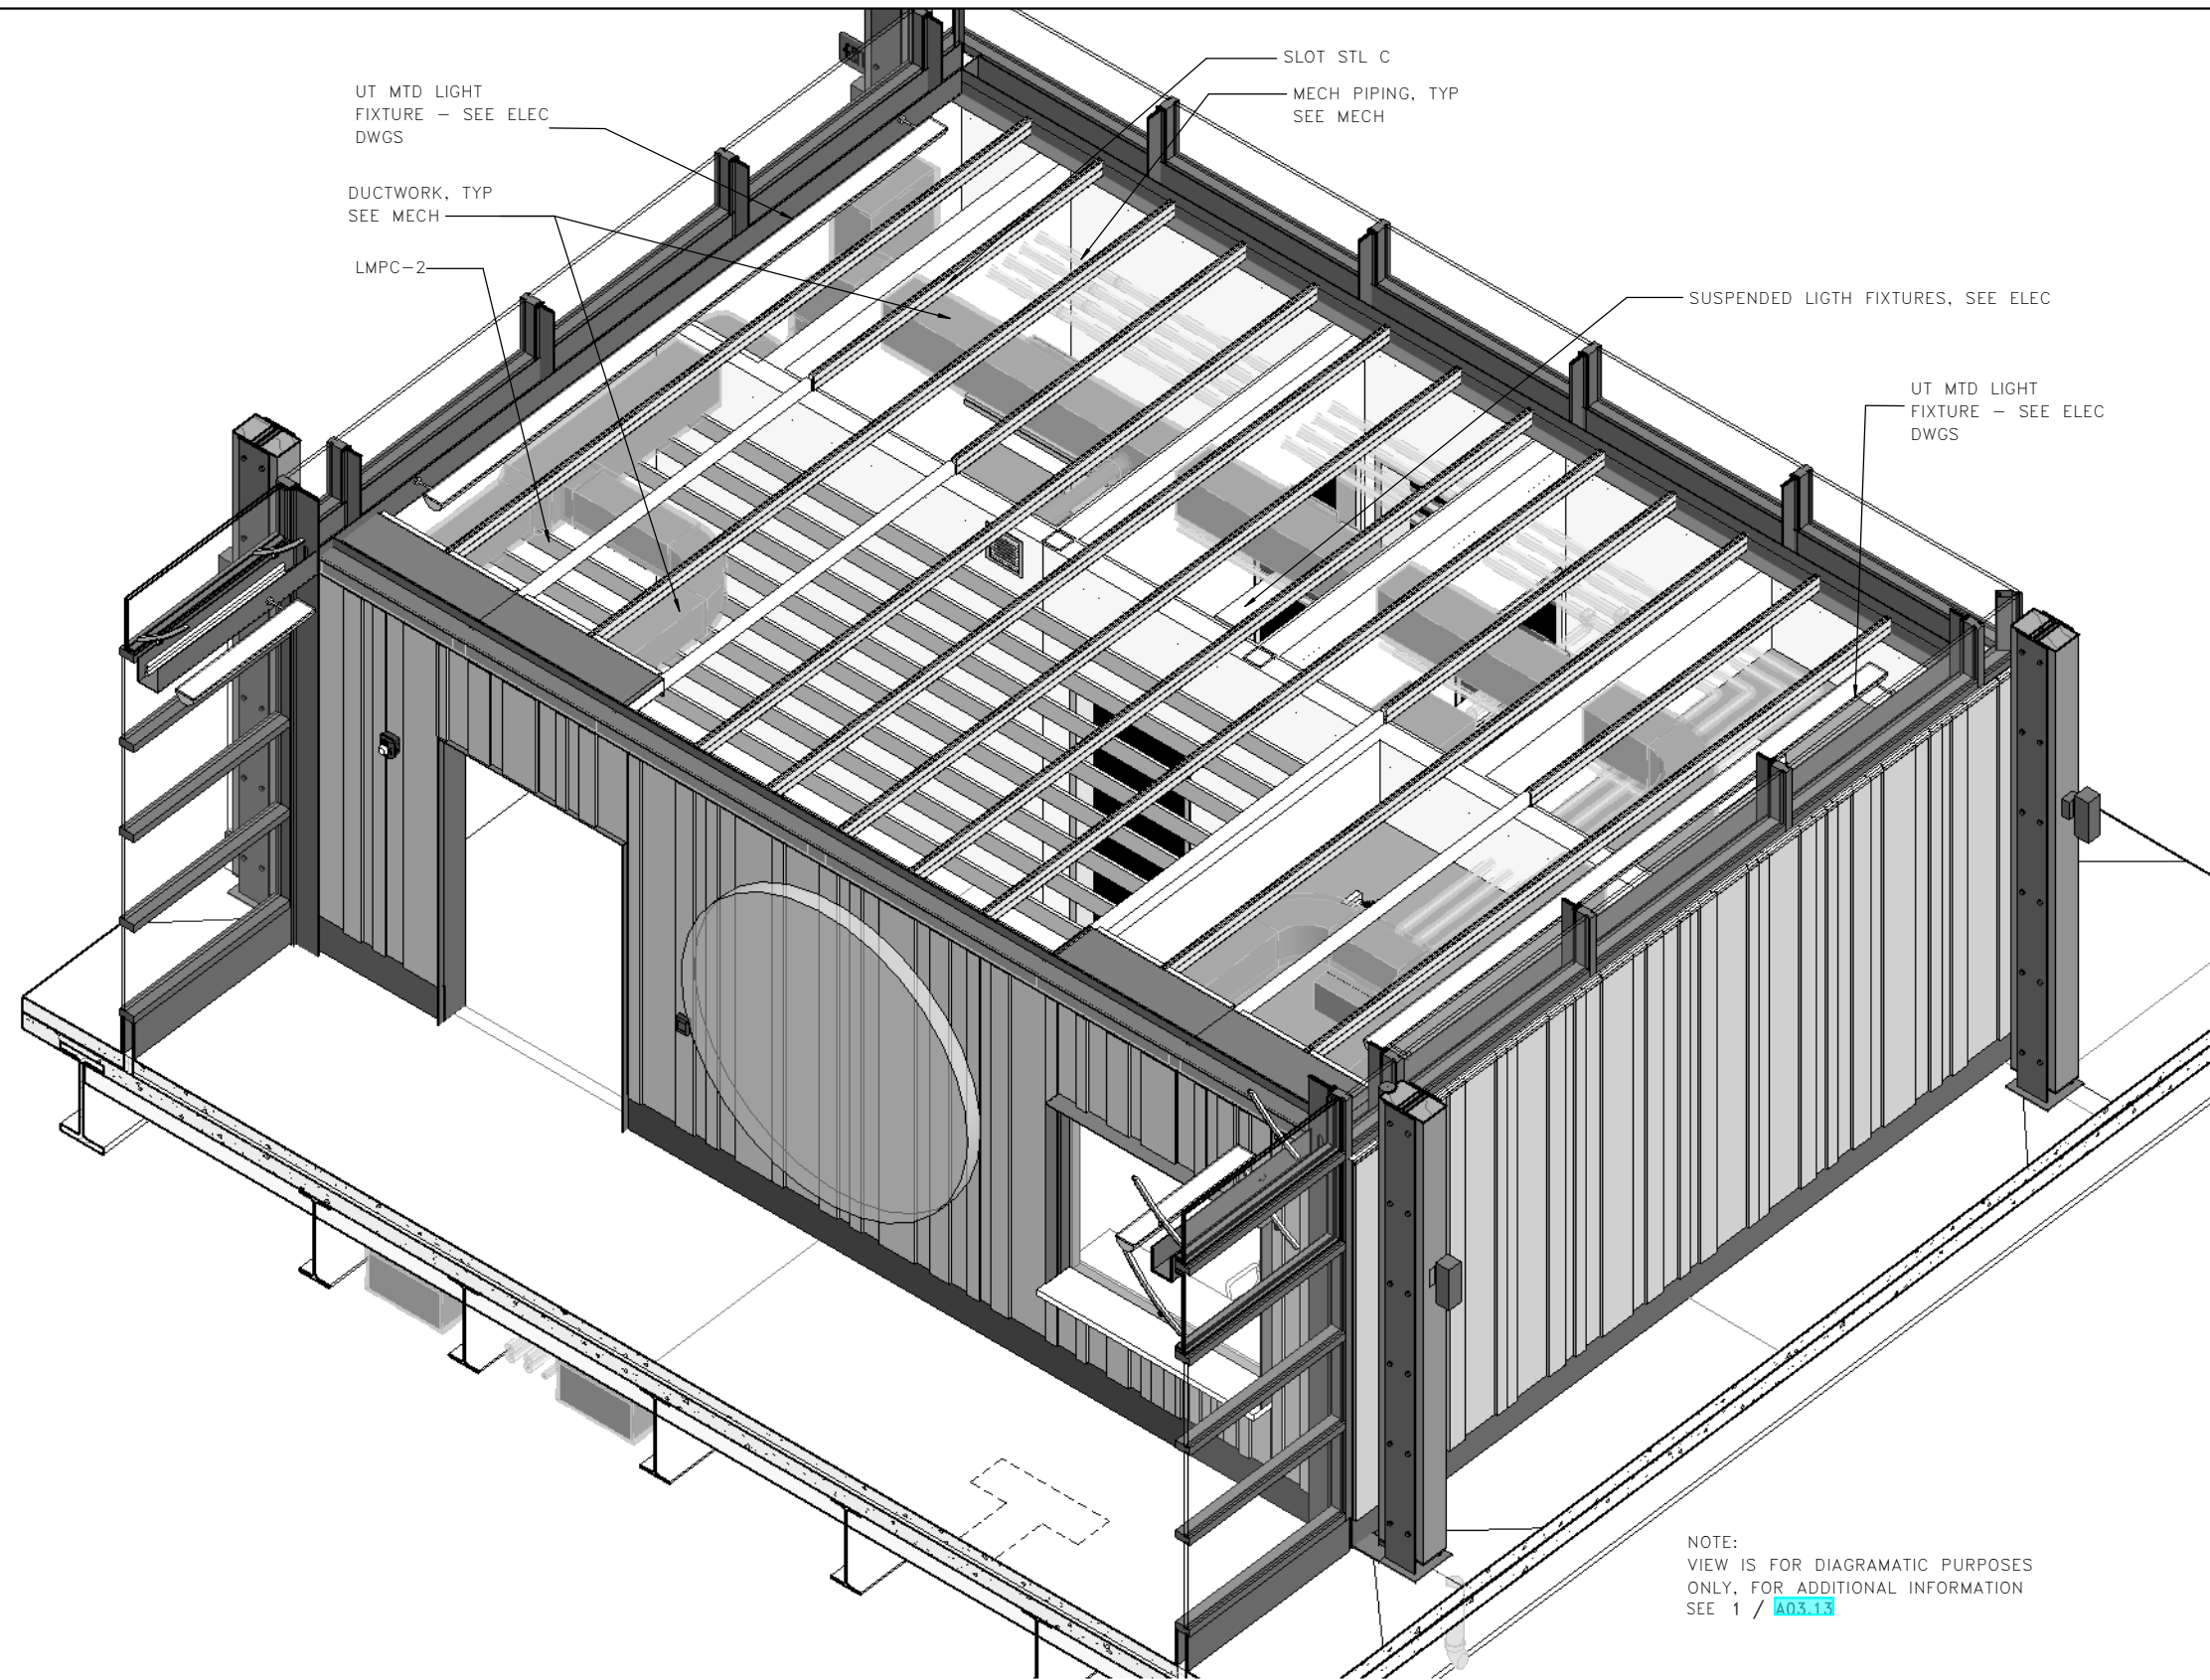 SLOT STL C
UT MTD LIGHT
FIXTURE – SEE ELEC
DWGS
MECH PIPING, TYP
SEE MECH
DUCTWORK, TYP
SEE MECH
LMPC-2
SUSPENDED LIGTH FIXTURES, SEE ELEC
UT MTD LIGHT
FIXTURE – SEE ELEC
DWGS
NOTE:
VIEW IS FOR DIAGRAMATIC PURPOSES
ONLY, FOR ADDITIONAL INFORMATION
SEE 1 / A03.13